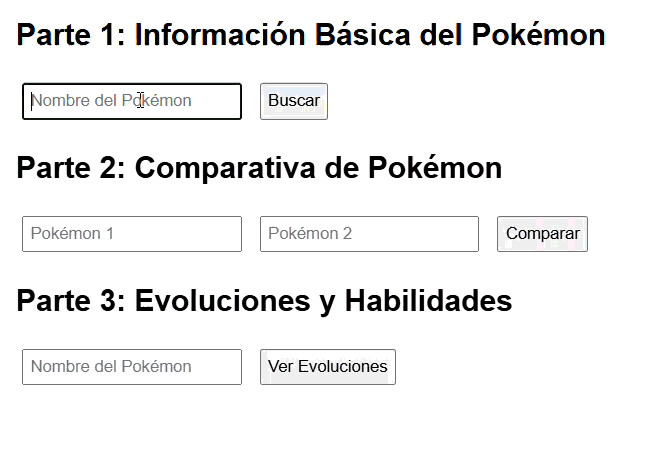 Parte 1: Información Básica del Pokémon
Nombre del Pokémon Buscar
Parte 2: Comparativa de Pokémon
Pokémon 1 Pokémon 2 Comparar
Parte 3: Evoluciones y Habilidades
Nombre del Pokémon Ver Evoluciones